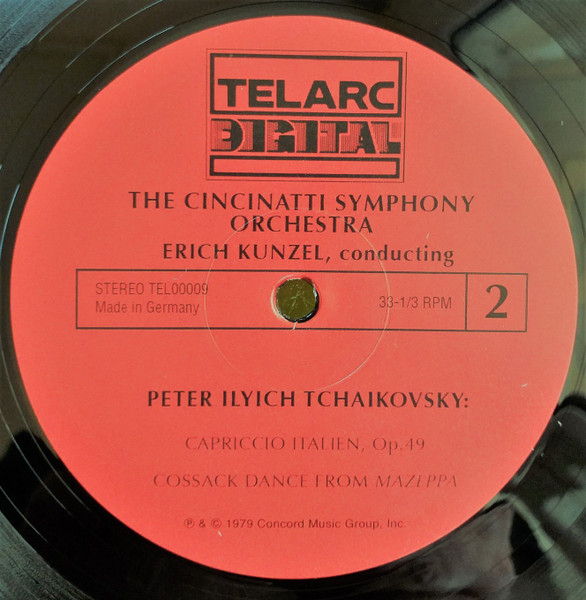 TELARC
DIGITAL
THE CINCINATTI SYMPHONY
ORCHESTRA
ERICH KUNZEL, conducting
STEREO TEL00009
Made in Germany
33-1/3 RPM
2
PETER ILYICH TCHAIKOVSKY:
CAPRICCIO ITALIEN, Op.49
COSSACK DANCE FROM MAZEPPA
℗ & © 1979 Concord Music Group, Inc